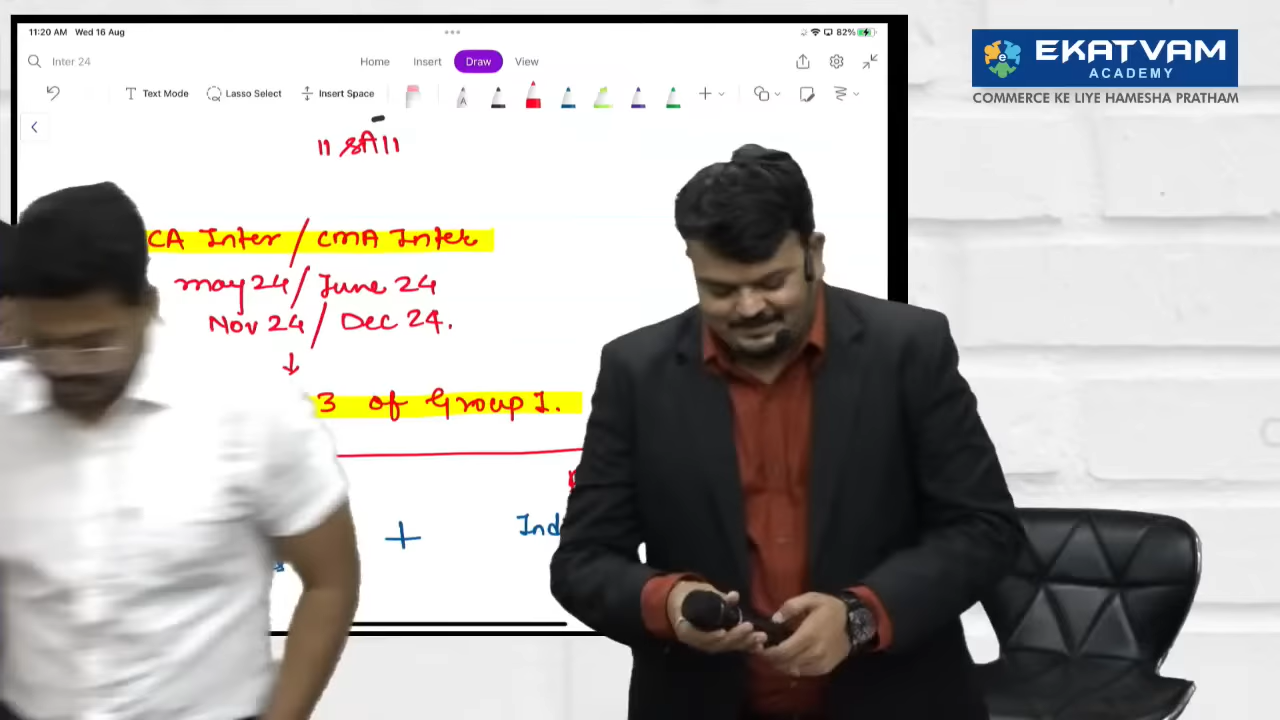 11:20 AM Wed 16 Aug
82%
Inter 24
Home Insert Draw View
Text Mode Lasso Select Insert Space
॥ श्री ॥
CA Inter / CMA Inter
may 24 / June 24
Nov 24 / Dec 24.
↓
3 of Group I.
+ Ind
EKATVAM
ACADEMY
COMMERCE KE LIYE HAMESHA PRATHAM